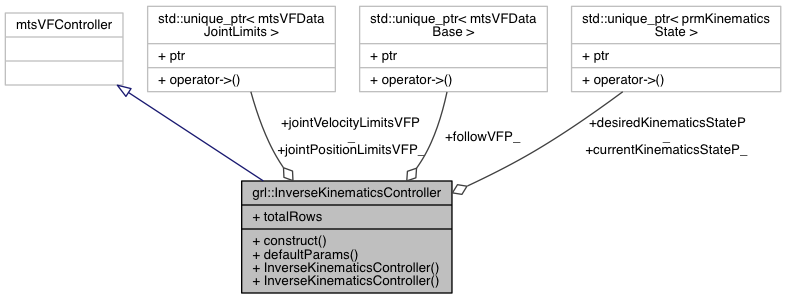 mtsVFController
std::unique_ptr< mtsVFData
JointLimits >
+ ptr
+ operator->()
std::unique_ptr< mtsVFData
Base >
+ ptr
+ operator->()
std::unique_ptr< prmKinematics
State >
+ ptr
+ operator->()
+jointVelocityLimitsVFP
_
+jointPositionLimitsVFP_
+followVFP_
+desiredKinematicsStateP
_
+currentKinematicsStateP_
grl::InverseKinematicsController
+ totalRows
+ construct()
+ defaultParams()
+ InverseKinematicsController()
+ InverseKinematicsController()